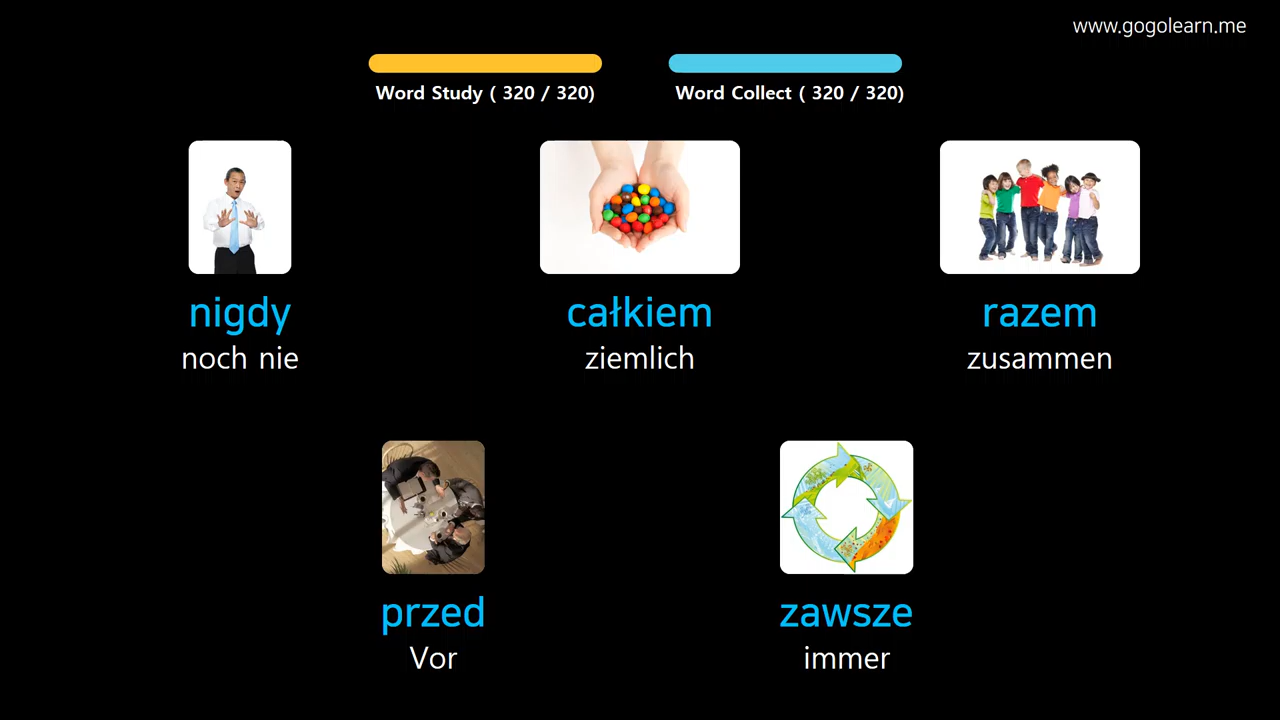 www.gogolearn.me
Word Study ( 320 / 320)
Word Collect ( 320 / 320)
nigdy
noch nie
całkiem
ziemlich
razem
zusammen
przed
Vor
zawsze
immer